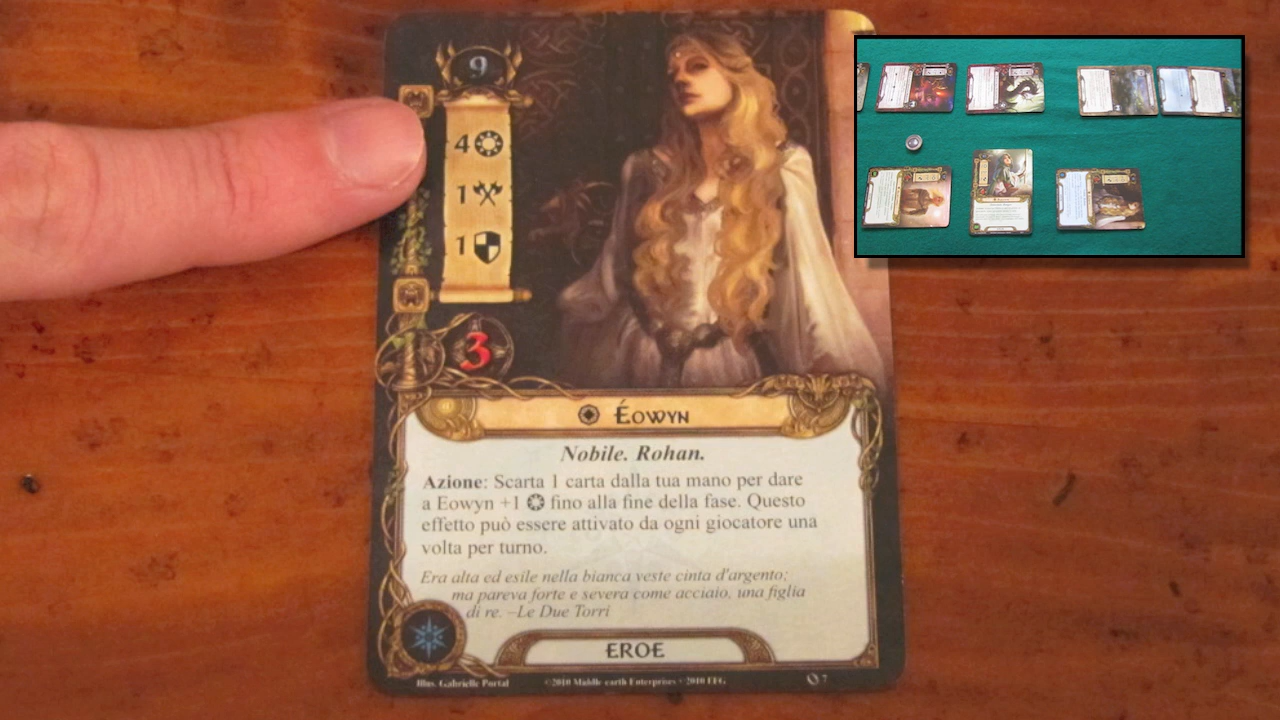 9
4
1
1
3
Éowyn
Nobile. Rohan.
Azione: Scarta 1 carta dalla tua mano per dare
a Eowyn +1 fino alla fine della fase. Questo
effetto può essere attivato da ogni giocatore una
volta per turno.
Era alta ed esile nella bianca veste cinta d'argento;
ma pareva forte e severa come acciaio, una figlia
di re. –Le Due Torri
EROE
Illus. Gabrielle Portal ©2010 Middle-earth Enterprises ©2010 FFG 7